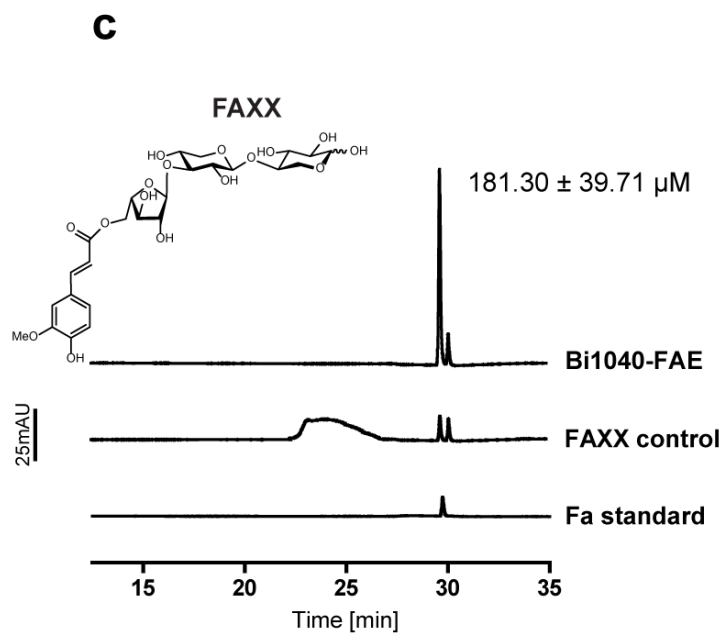 c
FAXX
OH
HO
O
OH
O
HO
O
OH
HO
O
OH
O
O
OH
OH
O
O
MeO
OH
181.30 ± 39.71 µM
Bi1040-FAE
25mAU
FAXX control
Fa standard
15 20 25 30 35
Time [min]